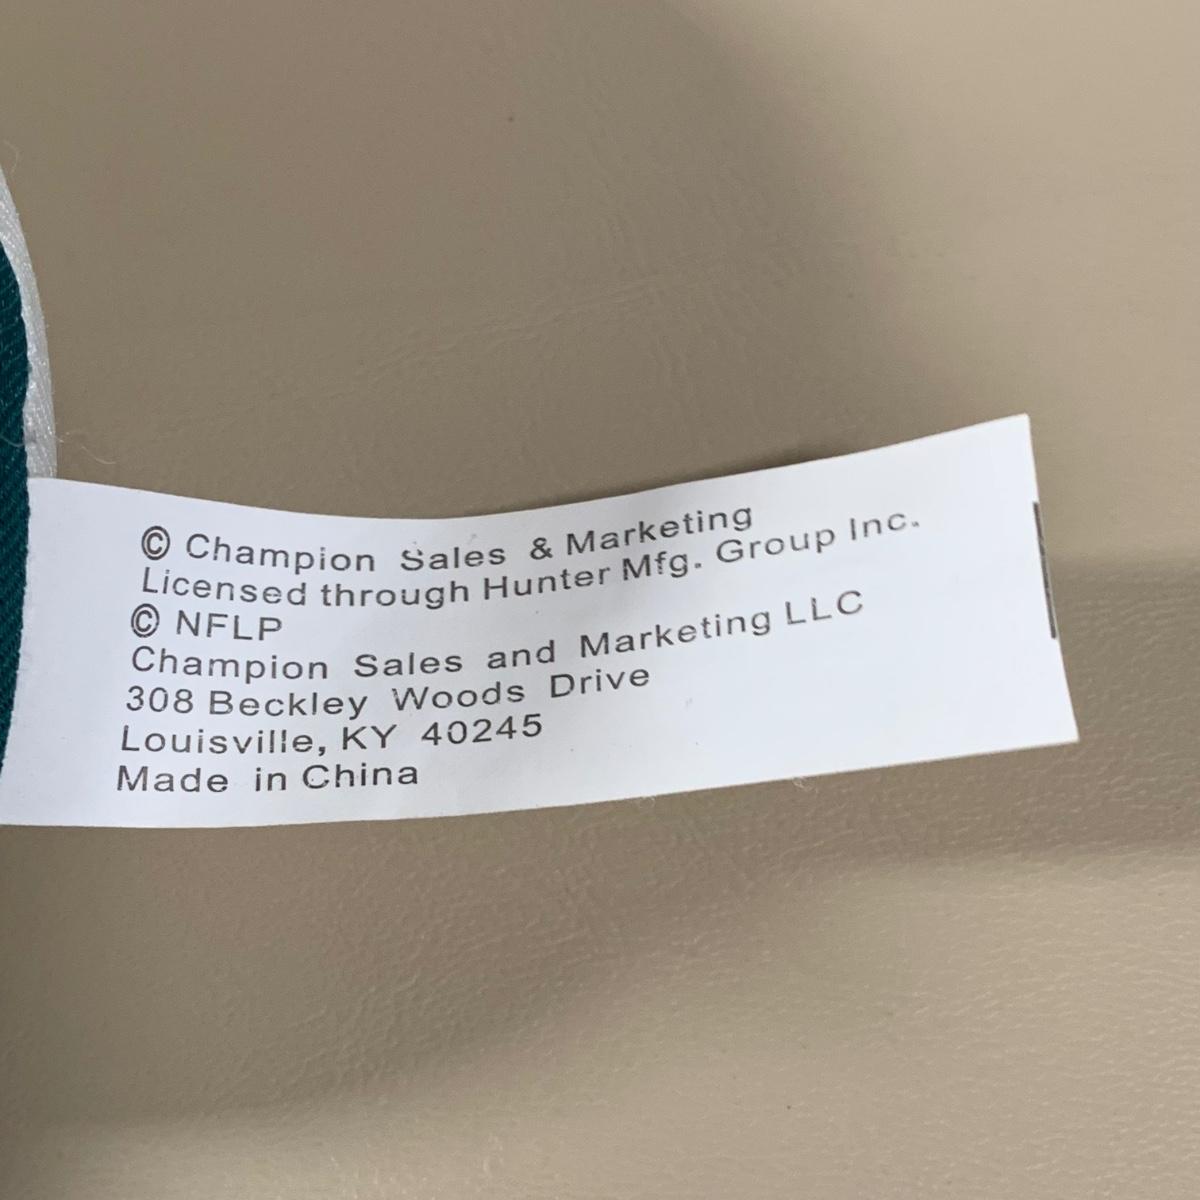 © Champion Sales & Marketing
Licensed through Hunter Mfg. Group Inc.
© NFLP
Champion Sales and Marketing LLC
308 Beckley Woods Drive
Louisville, KY 40245
Made in China